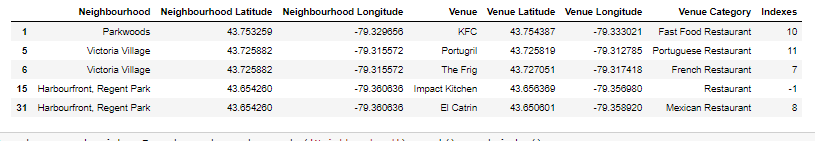 Neighbourhood Neighbourhood Latitude Neighbourhood Longitude Venue Venue Latitude Venue Longitude Venue Category Indexes
1 Parkwoods 43.753259 -79.329656 KFC 43.754387 -79.333021 Fast Food Restaurant 10
5 Victoria Village 43.725882 -79.315572 Portugril 43.725819 -79.312785 Portuguese Restaurant 11
6 Victoria Village 43.725882 -79.315572 The Frig 43.727051 -79.317418 French Restaurant 7
15 Harbourfront, Regent Park 43.654260 -79.360636 Impact Kitchen 43.656369 -79.356980 Restaurant -1
31 Harbourfront, Regent Park 43.654260 -79.360636 El Catrin 43.650601 -79.358920 Mexican Restaurant 8